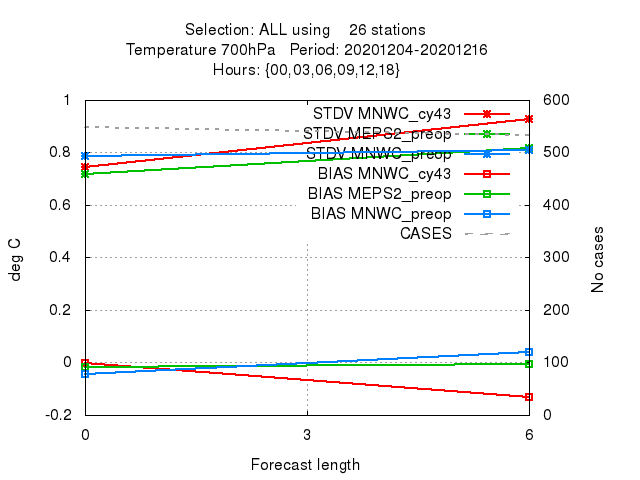 Selection: ALL using    26 stations
Temperature 700hPa   Period: 20201204-20201216
Hours: {00,03,06,09,12,18}
1
600
STDV MNWC_cy43
STDV MEPS2_preop
0.8
500
STDV MNWC_preop
BIAS MNWC_cy43
BIAS MEPS2_preop
0.6
400
BIAS MNWC_preop
CASES
0.4
300
deg C
No cases
0.2
200
0
100
-0.2
0
0
3
6
Forecast length